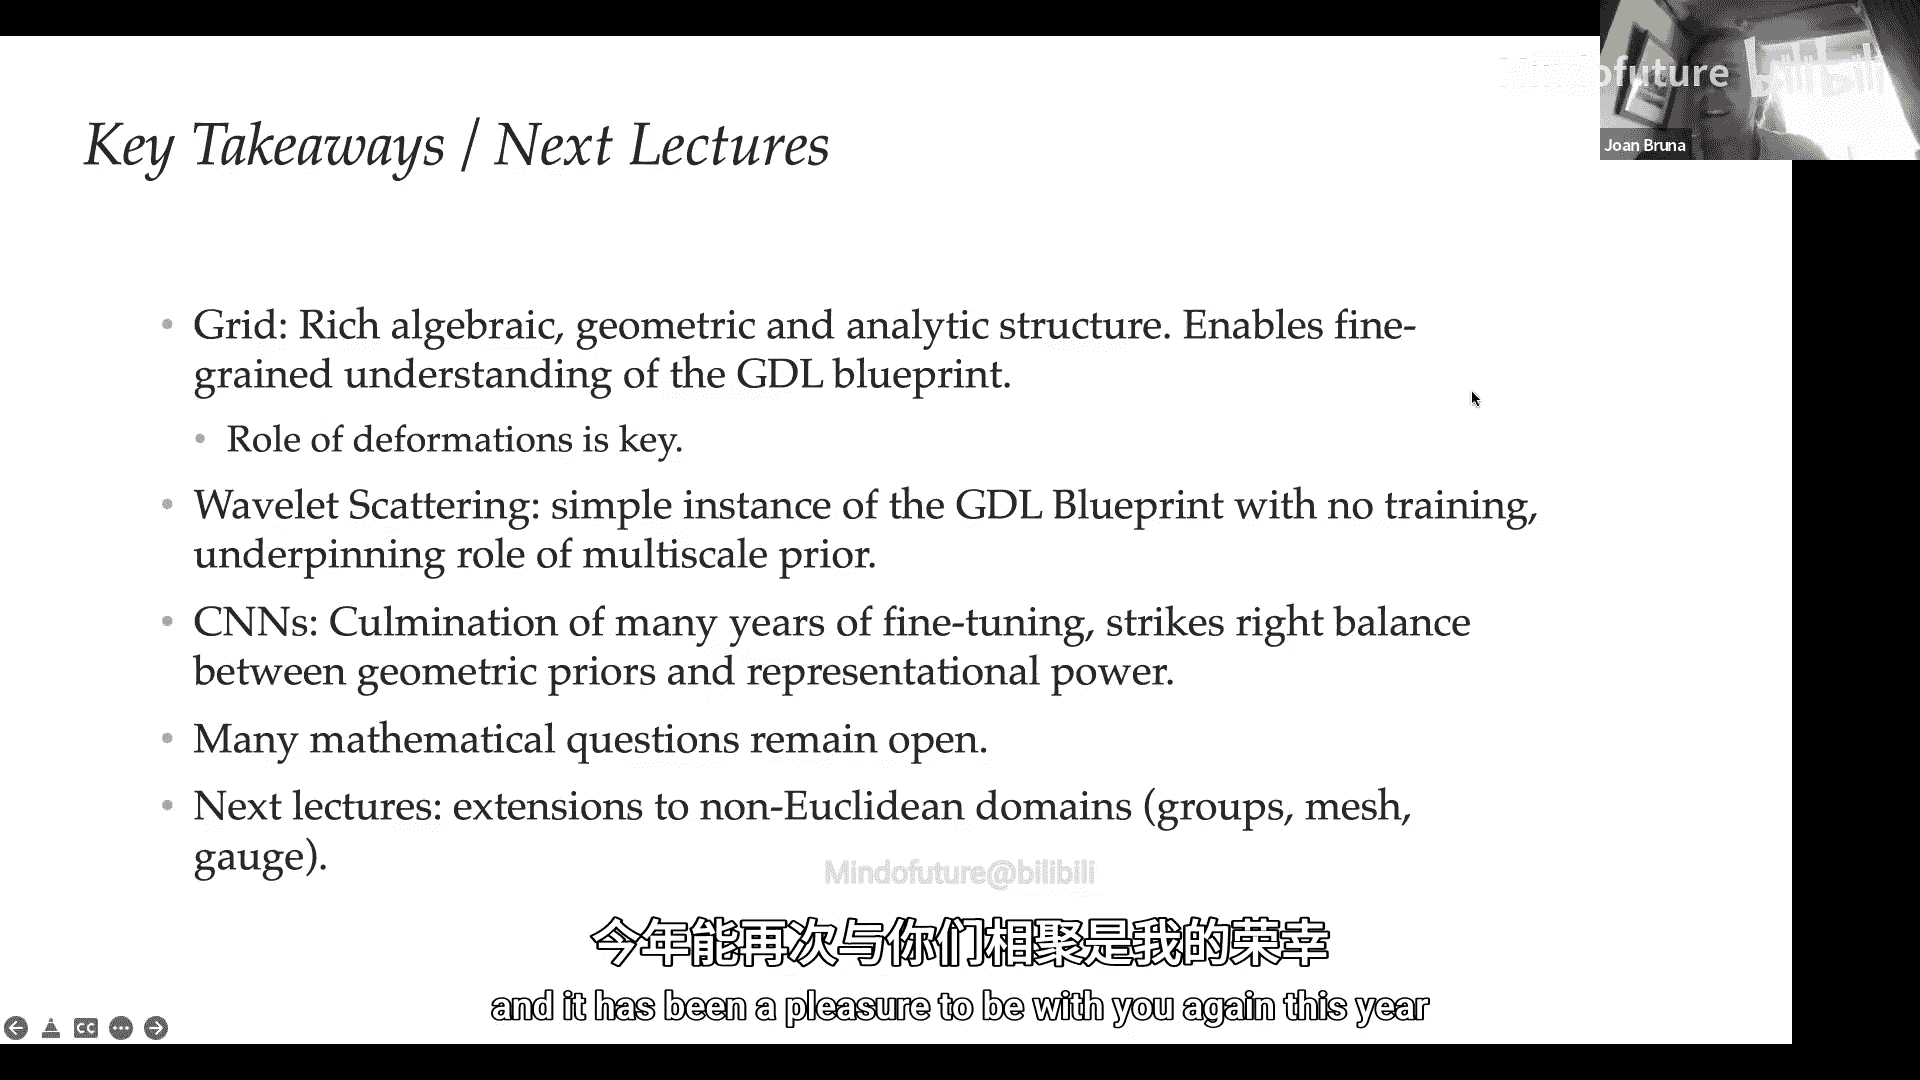 Mindofuture bilibili
Joan Bruna
Key Takeaways / Next Lectures
• Grid: Rich algebraic, geometric and analytic structure. Enables fine-
grained understanding of the GDL blueprint.
• Role of deformations is key.
• Wavelet Scattering: simple instance of the GDL Blueprint with no training,
underpinning role of multiscale prior.
• CNNs: Culmination of many years of fine-tuning, strikes right balance
between geometric priors and representational power.
• Many mathematical questions remain open.
• Next lectures: extensions to non-Euclidean domains (groups, mesh,
gauge).
Mindofuture@bilibili
今年能再次与你们相聚是我的荣幸
and it has been a pleasure to be with you again this year
CC